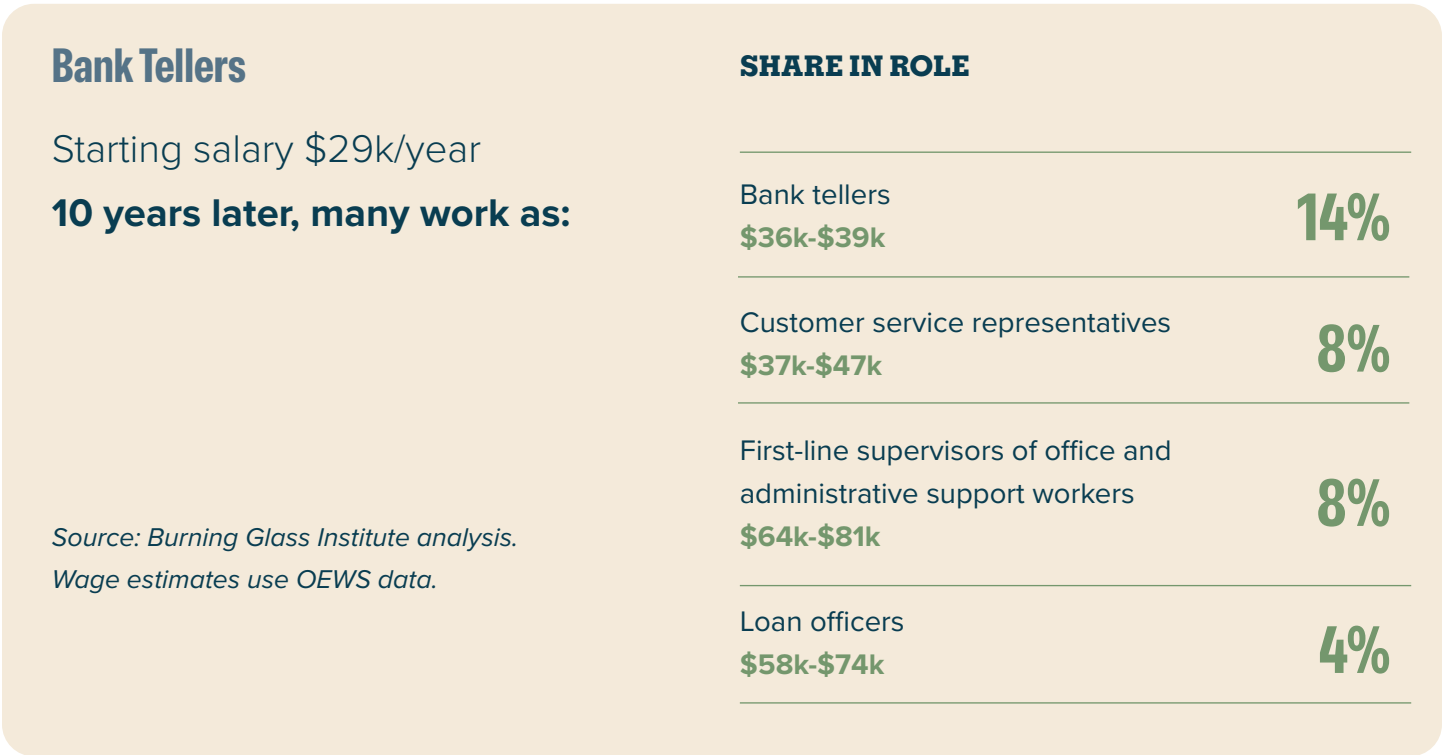 Bank Tellers
Starting salary $29k/year
10 years later, many work as:
Source: Burning Glass Institute analysis.
Wage estimates use OEWS data.
SHARE IN ROLE
Bank tellers
$36k-$39k
14%
Customer service representatives
$37k-$47k
8%
First-line supervisors of office and
administrative support workers
$64k-$81k
8%
Loan officers
$58k-$74k
4%